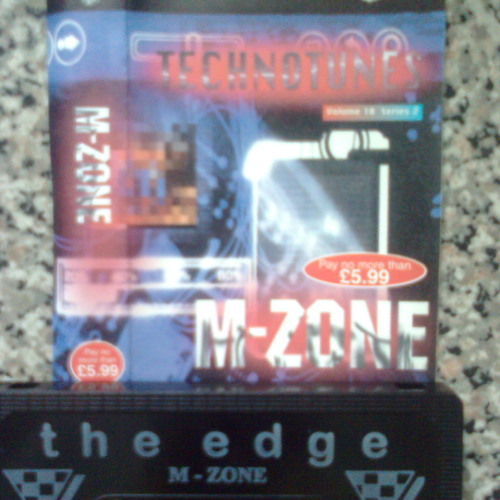 TECHNOTUNES
Volume 18 Series 2
M-ZONE
Pay no more than
£5.99
M-ZONE
Pay no
more than
£5.99
the edge
M-ZONE